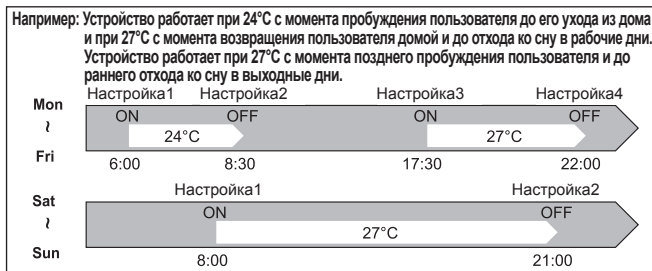 Например: Устройство работает при 24°C с момента пробуждения пользователя до его ухода из дома
и при 27°C с момента возвращения пользователя домой и до отхода ко сну в рабочие дни.
Устройство работает при 27°C с момента позднего пробуждения пользователя и до
раннего отхода ко сну в выходные дни.
Настройка1 Настройка2 Настройка3 Настройка4
Mon
ON OFF ON OFF
≀
24°C 27°C
Fri
6:00 8:30 17:30 22:00
Настройка1 Настройка2
Sat
ON OFF
≀
27°C
Sun
8:00 21:00